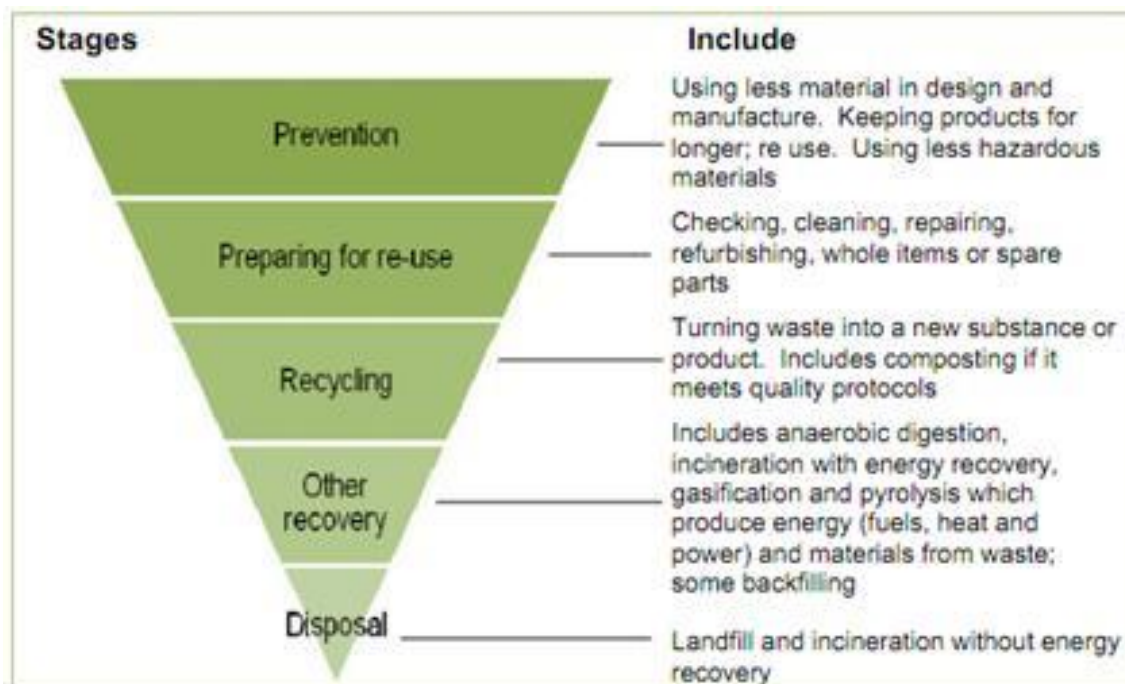 Stages
Include
Prevention
Using less material in design and
manufacture. Keeping products for
longer; re use. Using less hazardous
materials
Preparing for re-use
Checking, cleaning, repairing,
refurbishing, whole items or spare
parts
Recycling
Turning waste into a new substance or
product. Includes composting if it
meets quality protocols
Other
recovery
Includes anaerobic digestion,
incineration with energy recovery,
gasification and pyrolysis which
produce energy (fuels, heat and
power) and materials from waste;
some backfilling
Disposal
Landfill and incineration without energy
recovery